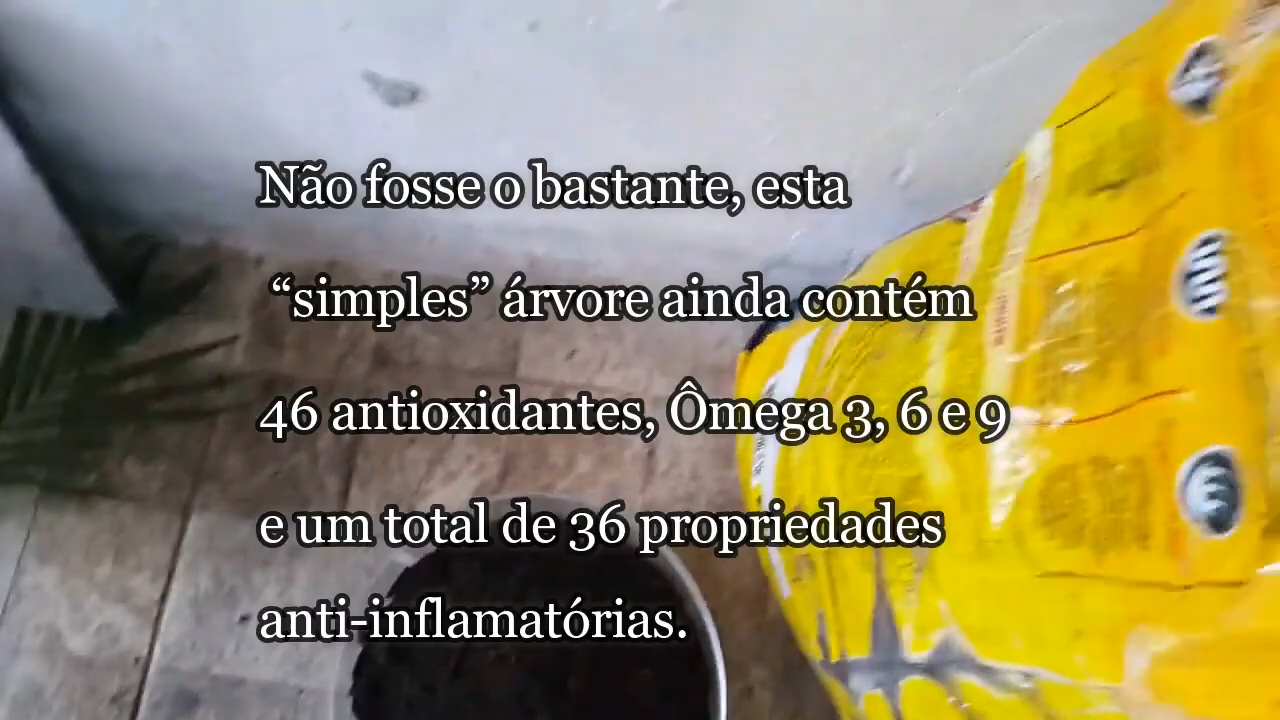 Não fosse o bastante, esta
“simples” árvore ainda contém
46 antioxidantes, Ômega 3, 6 e 9
e um total de 36 propriedades
anti-inflamatórias.